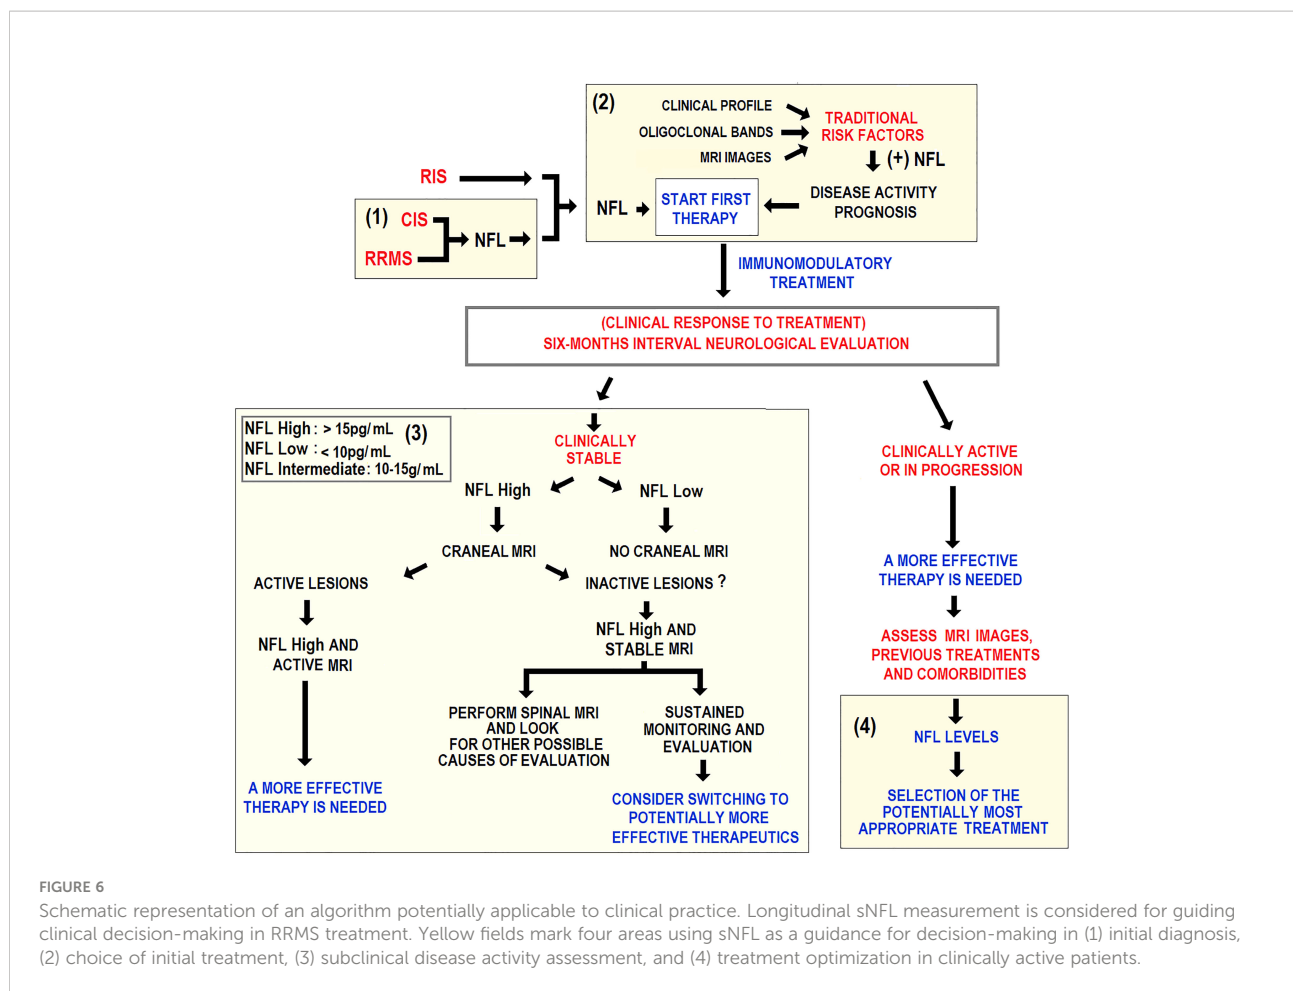 (2)
CLINICAL PROFILE
OLIGOCLONAL BANDS
MRI IMAGES
TRADITIONAL
RISK FACTORS
(+) NFL
DISEASE ACTIVITY
PROGNOSIS
NFL
START FIRST
THERAPY
RIS
(1)
CIS
RRMS
NFL
IMMUNOMODULATORY
TREATMENT
(CLINICAL RESPONSE TO TREATMENT)
SIX-MONTHS INTERVAL NEUROLOGICAL EVALUATION
NFL High : > 15pg/mL
NFL Low : < 10pg/mL
NFL Intermediate: 10-15g/mL
(3)
CLINICALLY
STABLE
NFL High
NFL Low
CRANEAL MRI
NO CRANEAL MRI
ACTIVE LESIONS
INACTIVE LESIONS ?
NFL High AND
ACTIVE MRI
NFL High AND
STABLE MRI
PERFORM SPINAL MRI
AND LOOK
FOR OTHER POSSIBLE
CAUSES OF EVALUATION
SUSTAINED
MONITORING AND
EVALUATION
A MORE EFFECTIVE
THERAPY IS NEEDED
CONSIDER SWITCHING TO
POTENTIALLY MORE
EFFECTIVE THERAPEUTICS
CLINICALLY ACTIVE
OR IN PROGRESSION
A MORE EFFECTIVE
THERAPY IS NEEDED
ASSESS MRI IMAGES,
PREVIOUS TREATMENTS
AND COMORBIDITIES
(4)
NFL LEVELS
SELECTION OF THE
POTENTIALLY MOST
APPROPRIATE TREATMENT
FIGURE 6
Schematic representation of an algorithm potentially applicable to clinical practice. Longitudinal sNFL measurement is considered for guiding
clinical decision-making in RRMS treatment. Yellow fields mark four areas using sNFL as a guidance for decision-making in (1) initial diagnosis,
(2) choice of initial treatment, (3) subclinical disease activity assessment, and (4) treatment optimization in clinically active patients.